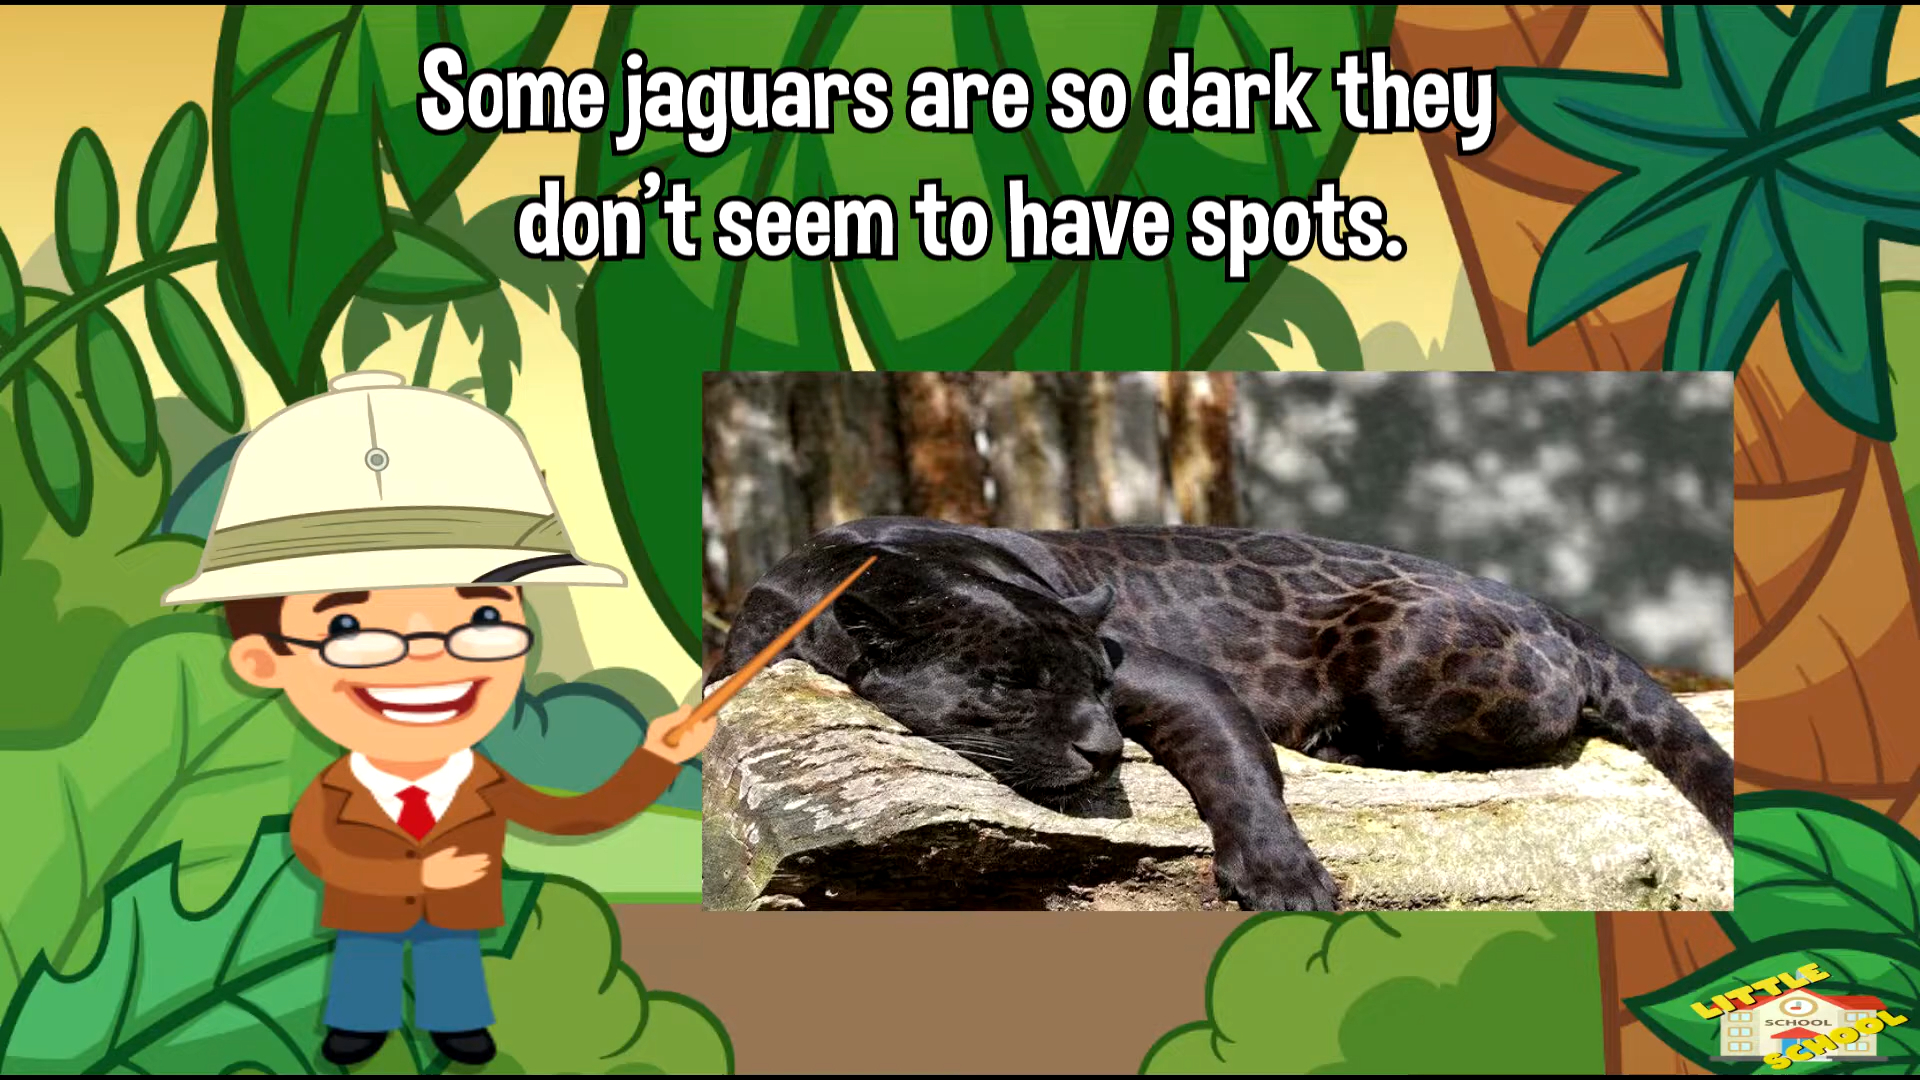 Some jaguars are so dark they
don't seem to have spots.
LITTLE
SCHOOL
SCHOOL